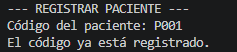 --- REGISTRAR PACIENTE ---
Código del paciente: P001
El código ya está registrado.